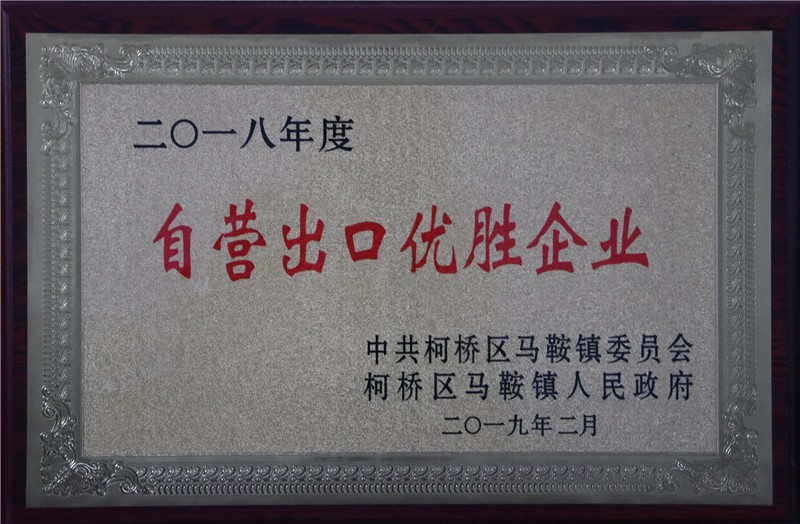 二〇一八年度
自营出口优胜企业
中共柯桥区马鞍镇委员会
柯桥区马鞍镇人民政府
二〇一九年二月